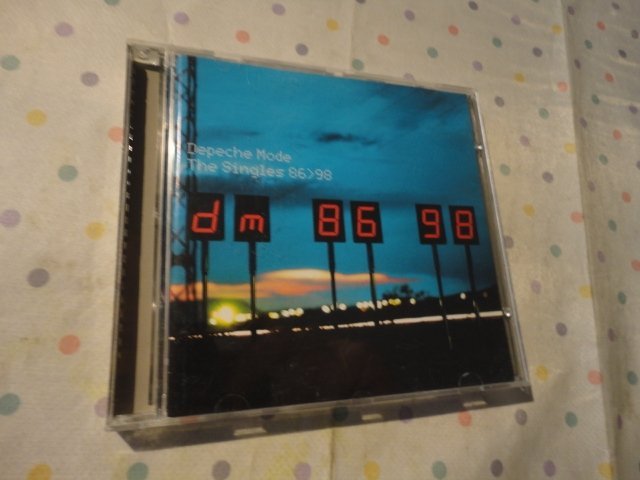 Depeche Mode
The Singles 86>98
dm 86 98